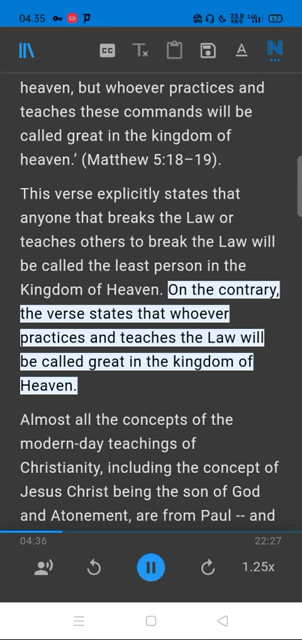 04.35
CC
heaven, but whoever practices and
teaches these commands will be
called great in the kingdom of
heaven.’ (Matthew 5:18–19).
This verse explicitly states that
anyone that breaks the Law or
teaches others to break the Law will
be called the least person in the
Kingdom of Heaven. On the contrary,
the verse states that whoever
practices and teaches the Law will
be called great in the kingdom of
Heaven.
Almost all the concepts of the
modern-day teachings of
Christianity, including the concept of
Jesus Christ being the son of God
and Atonement, are from Paul -- and
04:36 22:27
1.25x